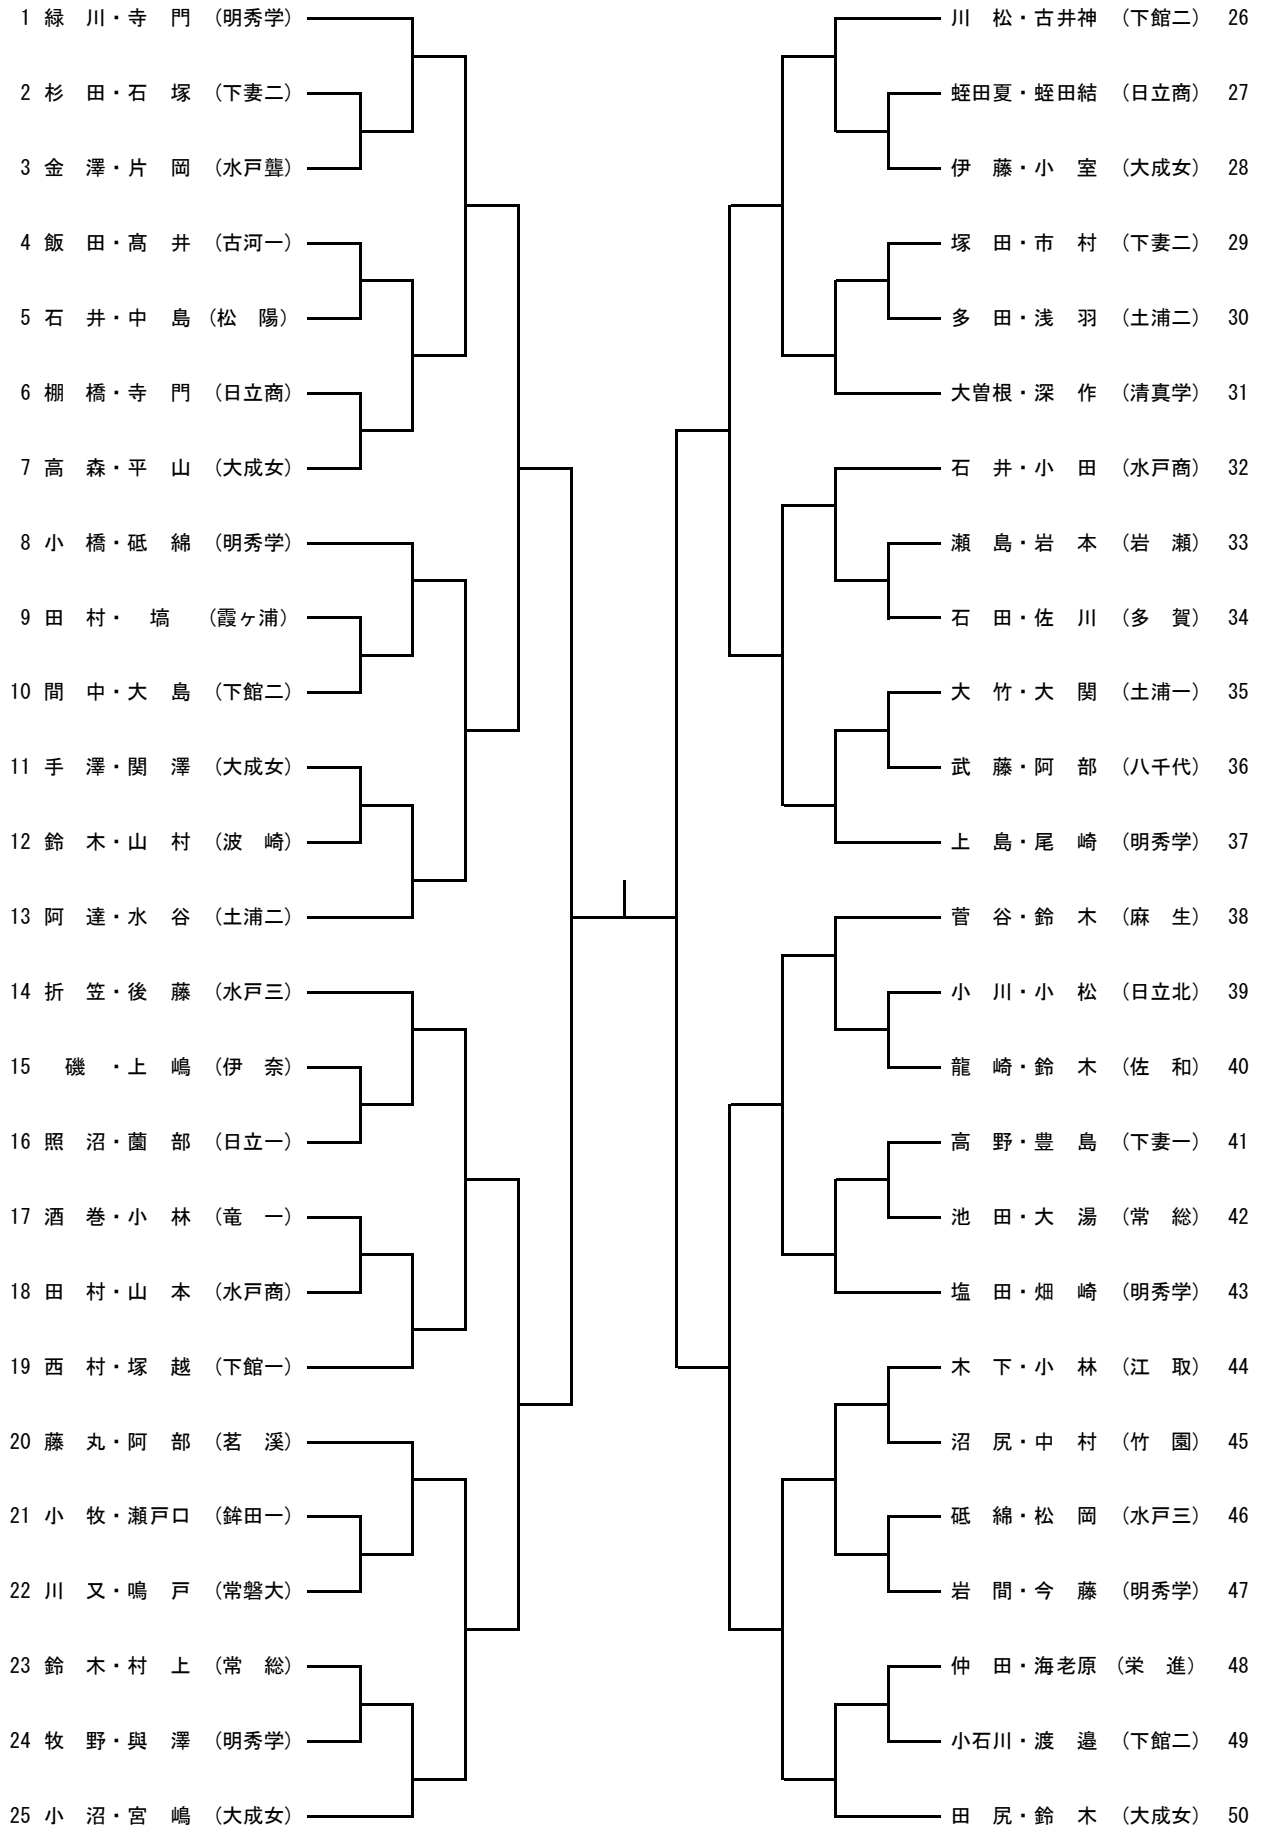 1 緑　川・寺　門 (明秀学)
2 杉　田・石　塚 (下妻二)
3 金　澤・片　岡 (水戸聾)
4 飯　田・髙　井 (古河一)
5 石　井・中　島 (松　陽)
6 棚　橋・寺　門 (日立商)
7 高　森・平　山 (大成女)
8 小　橋・砥　綿 (明秀学)
9 田　村・　塙　 (霞ヶ浦)
10 間　中・大　島 (下館二)
11 手　澤・関　澤 (大成女)
12 鈴　木・山　村 (波　崎)
13 阿　達・水　谷 (土浦二)
14 折　笠・後　藤 (水戸三)
15 　磯　・上　嶋 (伊　奈)
16 照　沼・薗　部 (日立一)
17 酒　巻・小　林 (竜　一)
18 田　村・山　本 (水戸商)
19 西　村・塚　越 (下館一)
20 藤　丸・阿　部 (茗　溪)
21 小　牧・瀬戸口 (鉾田一)
22 川　又・鳴　戸 (常磐大)
23 鈴　木・村　上 (常　総)
24 牧　野・與　澤 (明秀学)
25 小　沼・宮　嶋 (大成女)
川　松・古井神 (下館二) 26
蛭田夏・蛭田結 (日立商) 27
伊　藤・小　室 (大成女) 28
塚　田・市　村 (下妻二) 29
多　田・浅　羽 (土浦二) 30
大曽根・深　作 (清真学) 31
石　井・小　田 (水戸商) 32
瀬　島・岩　本 (岩　瀬) 33
石　田・佐　川 (多　賀) 34
大　竹・大　関 (土浦一) 35
武　藤・阿　部 (八千代) 36
上　島・尾　崎 (明秀学) 37
菅　谷・鈴　木 (麻　生) 38
小　川・小　松 (日立北) 39
龍　崎・鈴　木 (佐　和) 40
高　野・豊　島 (下妻一) 41
池　田・大　湯 (常　総) 42
塩　田・畑　崎 (明秀学) 43
木　下・小　林 (江　取) 44
沼　尻・中　村 (竹　園) 45
砥　綿・松　岡 (水戸三) 46
岩　間・今　藤 (明秀学) 47
仲　田・海老原 (栄　進) 48
小石川・渡　邉 (下館二) 49
田　尻・鈴　木 (大成女) 50